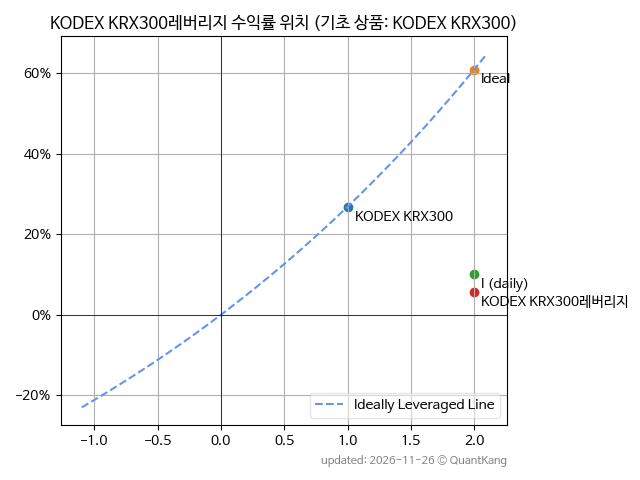 KODEX KRX300레버리지 수익률 위치 (기초 상품: KODEX KRX300)
60%
Ideal
40%
20%
KODEX KRX300
I (daily)
KODEX KRX300레버리지
0%
−20%
Ideally Leveraged Line
−1.0 −0.5 0.0 0.5 1.0 1.5 2.0
updated: 2026-11-26 © QuantKang